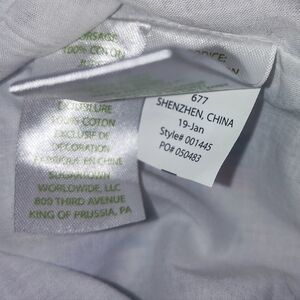 CORSAGE
100% COTON
677
SHENZHEN, CHINA
19-Jan
Style# 001445
PO# 050483
100% COTON
EXCLUSIF DE
DECORATION
FABRIQUE EN CHINE
SUGARTOWN
WORLDWIDE, LLC
800 THIRD AVENUE
KING OF PRUSSIA, PA